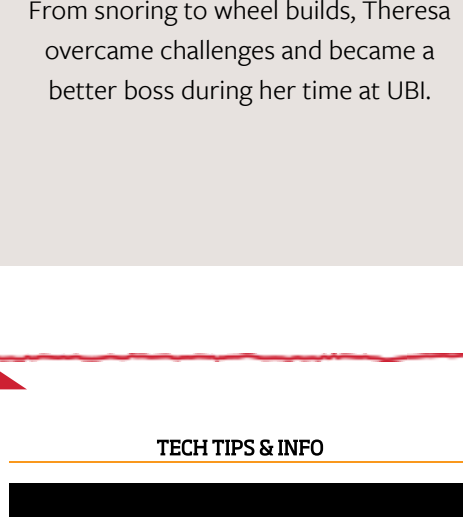 From snoring to wheel builds, Theresa
overcame challenges and became a
better boss during her time at UBI.
TECH TIPS & INFO